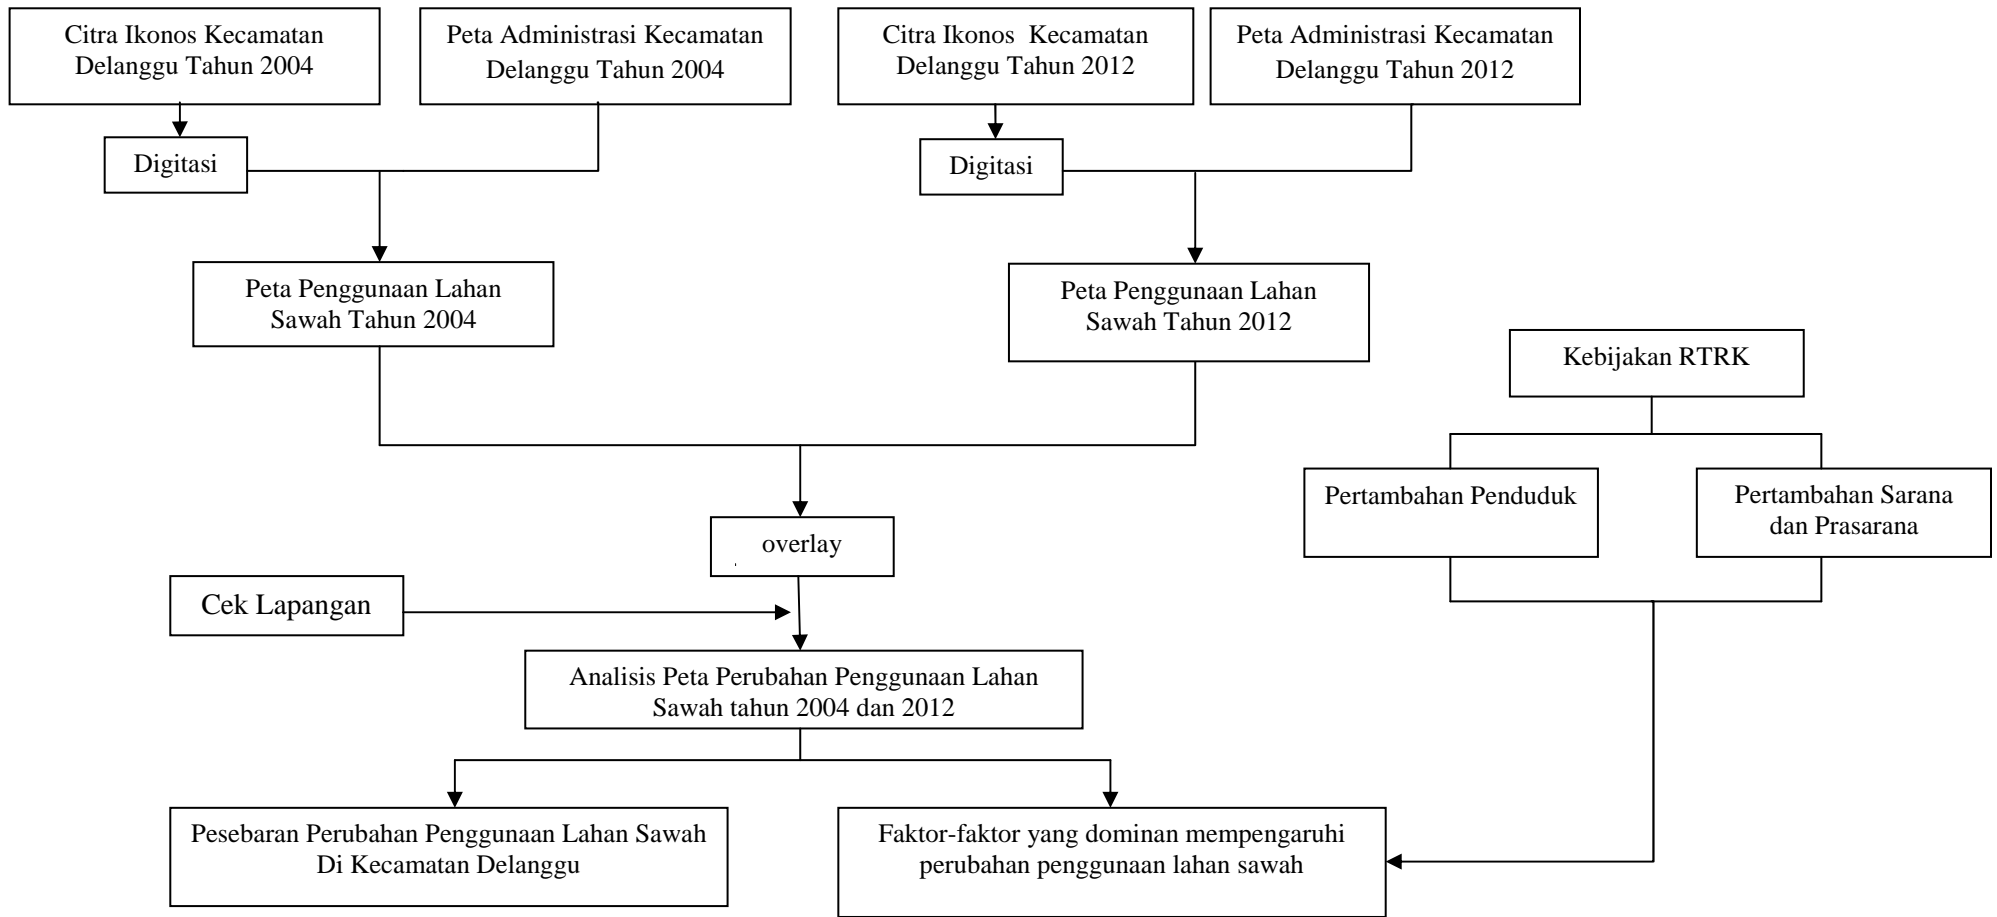 Citra Ikonos Kecamatan
Delanggu Tahun 2004
Peta Administrasi Kecamatan
Delanggu Tahun 2004
Citra Ikonos Kecamatan
Delanggu Tahun 2012
Peta Administrasi Kecamatan
Delanggu Tahun 2012
Digitasi
Digitasi
Peta Penggunaan Lahan
Sawah Tahun 2004
Peta Penggunaan Lahan
Sawah Tahun 2012
Kebijakan RTRK
Pertambahan Penduduk
Pertambahan Sarana
dan Prasarana
overlay
Cek Lapangan
Analisis Peta Perubahan Penggunaan Lahan
Sawah tahun 2004 dan 2012
Pesebaran Perubahan Penggunaan Lahan Sawah
Di Kecamatan Delanggu
Faktor-faktor yang dominan mempengaruhi
perubahan penggunaan lahan sawah